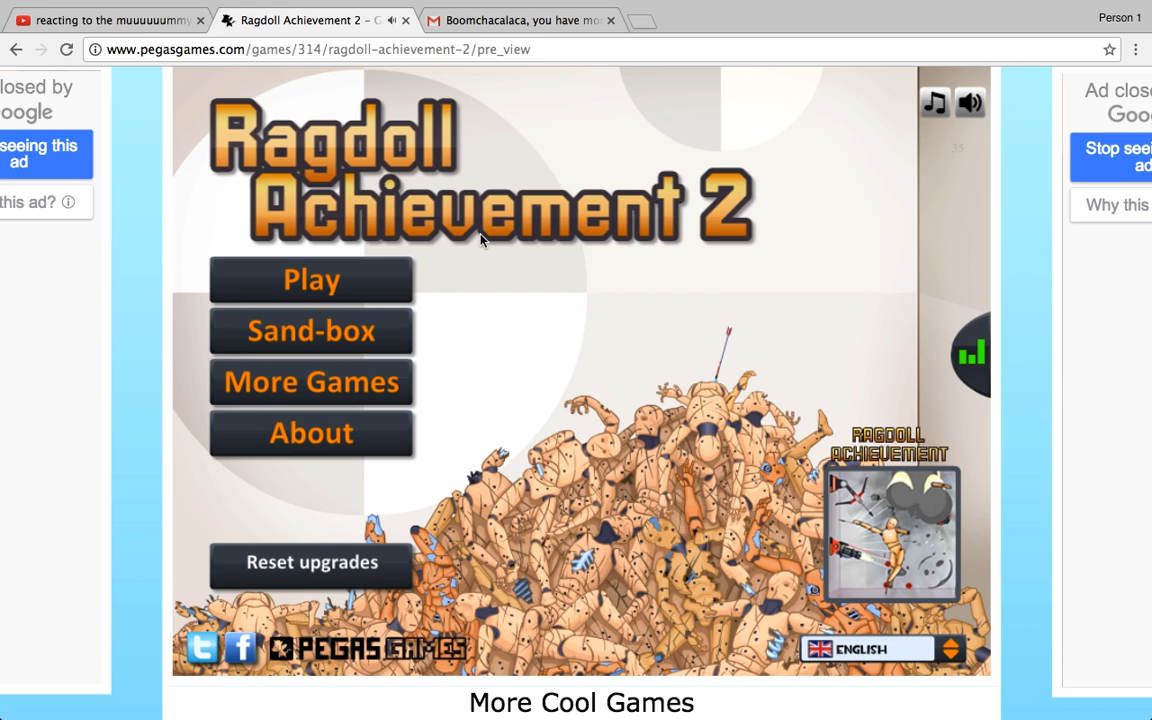 reacting to the muuuuuummy
Ragdoll Achievement 2 - G
Boomchacalaca, you have mo
Person 1
www.pegasgames.com/games/314/ragdoll-achievement-2/pre_view
losed by
oogle
seeing this
ad
this ad?
Ragdoll
Achievement 2
Play
Sand-box
More Games
About
Reset upgrades
PEGAS GAMES
35
RAGDOLL
ACHIEVEMENT
ENGLISH
Ad close
Goo
Stop seei
ad
Why this
More Cool Games